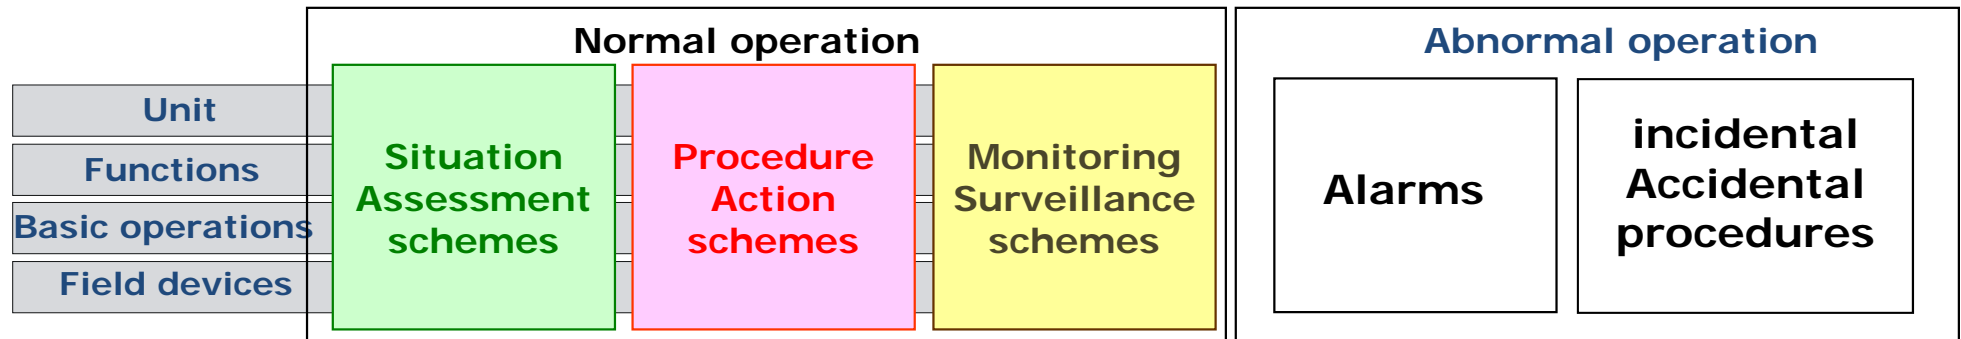 Normal operation
Abnormal operation
Unit
Functions
Basic operations
Field devices
Situation
Assessment
schemes
Procedure
Action
schemes
Monitoring
Surveillance
schemes
Alarms
incidental
Accidental
procedures